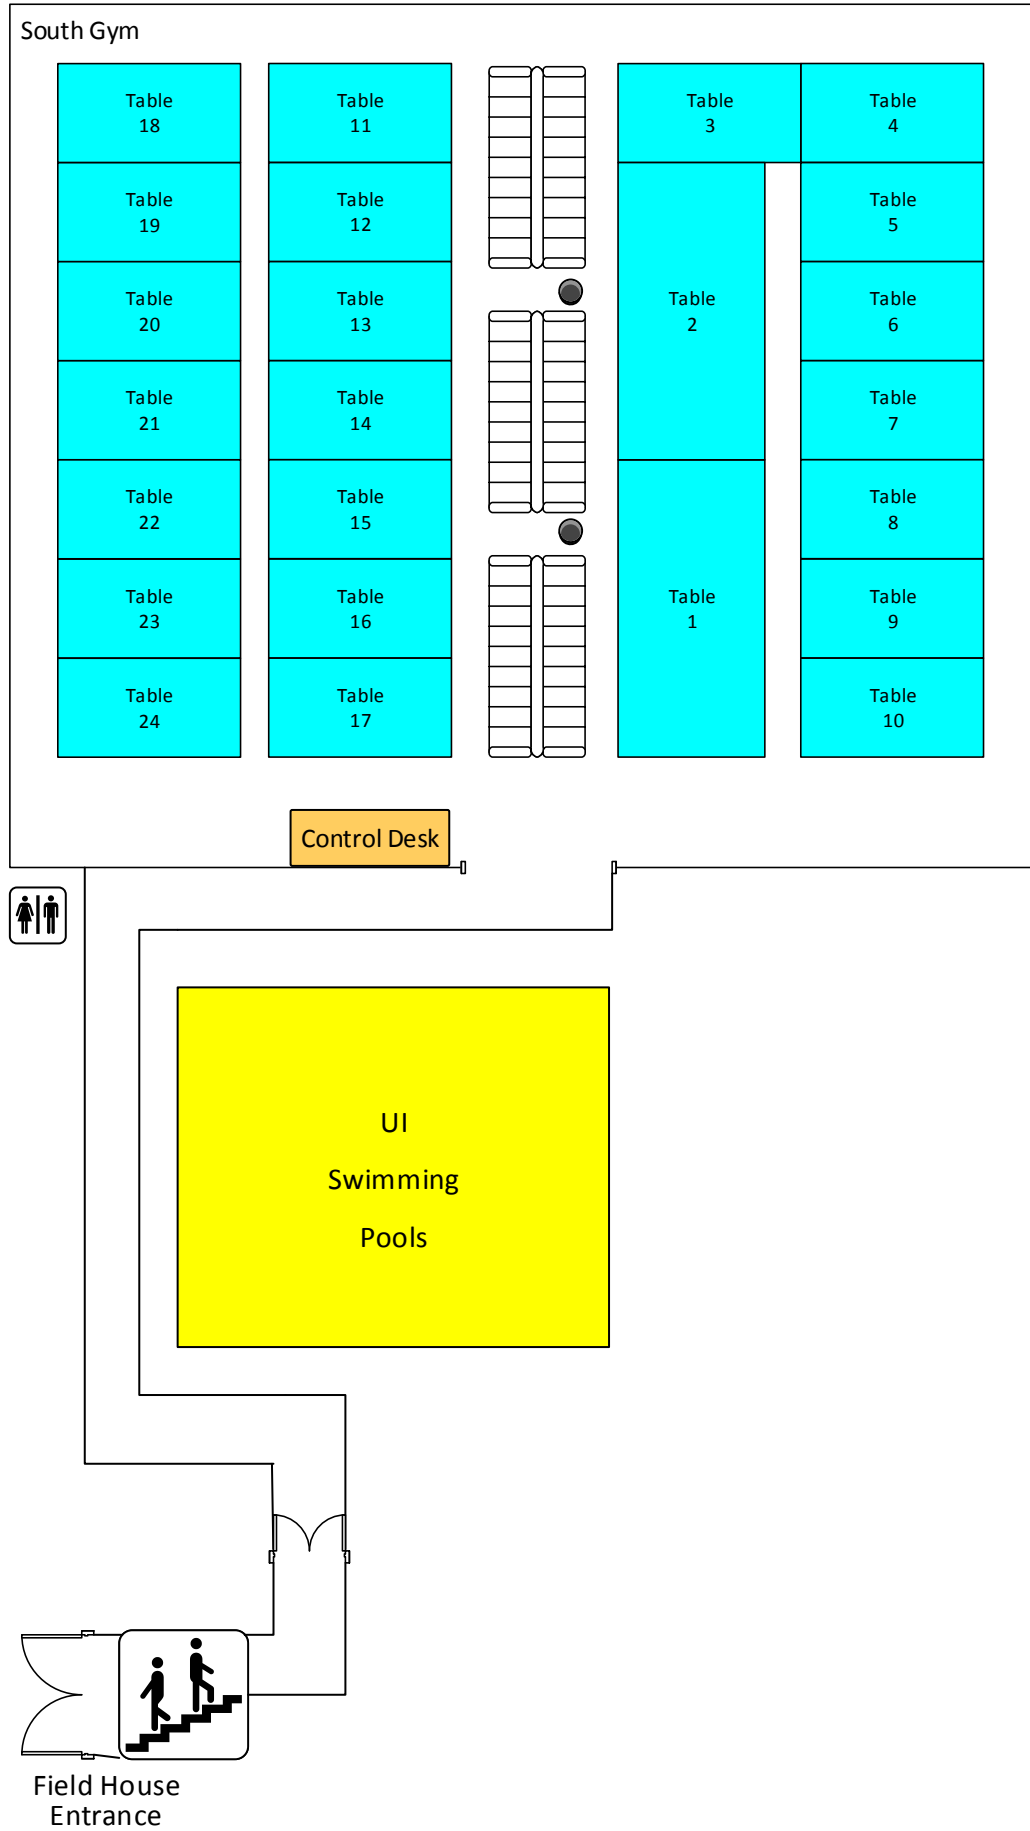 South Gym
Table
18
Table
11
Table
3
Table
4
Table
19
Table
12
Table
5
Table
20
Table
13
Table
2
Table
6
Table
21
Table
14
Table
7
Table
22
Table
15
Table
8
Table
23
Table
16
Table
1
Table
9
Table
24
Table
17
Table
10
Control Desk
UI
Swimming
Pools
Field House
Entrance